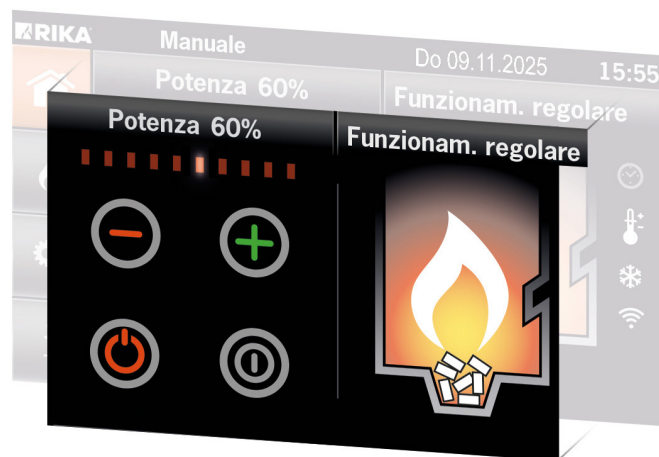 RIKA
Manuale
Do 09.11.2025
15:55
Potenza 60%
Funzionam. regolare
Potenza 60%
Funzionam. regolare